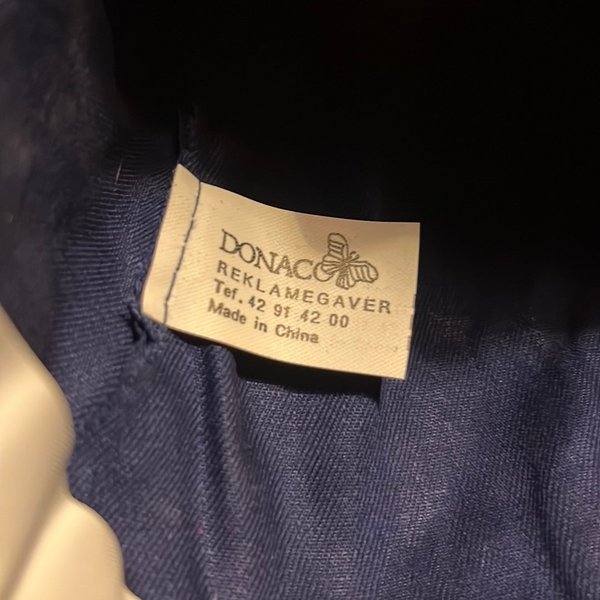 DONACO
REKLAMEGAVER
Tef. 42 91 42 00
Made in China